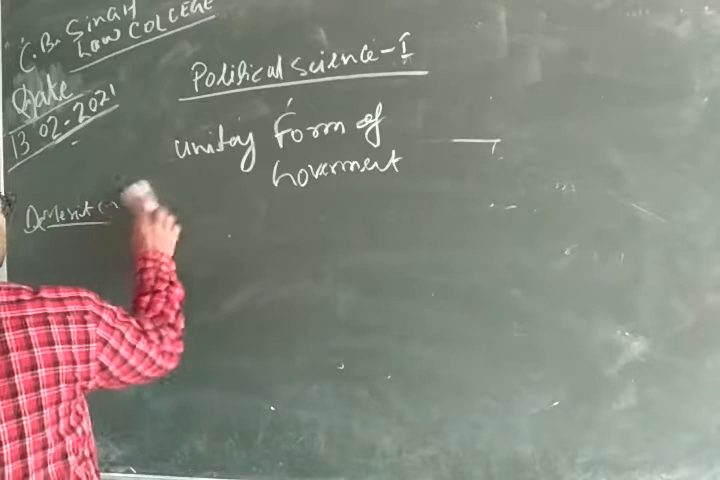 C.B. Singh
Law COLLEGE
Date
13-02-2021
Political Science-I
unitay Form of
Goverment